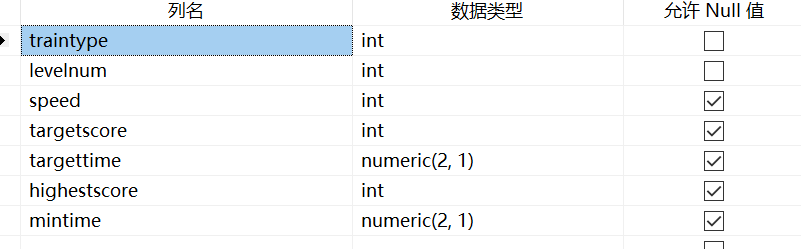 列名 数据类型 允许 Null 值
traintype int
levelnum int
speed int
targetscore int
targettime numeric(2, 1)
highestscore int
mintime numeric(2, 1)